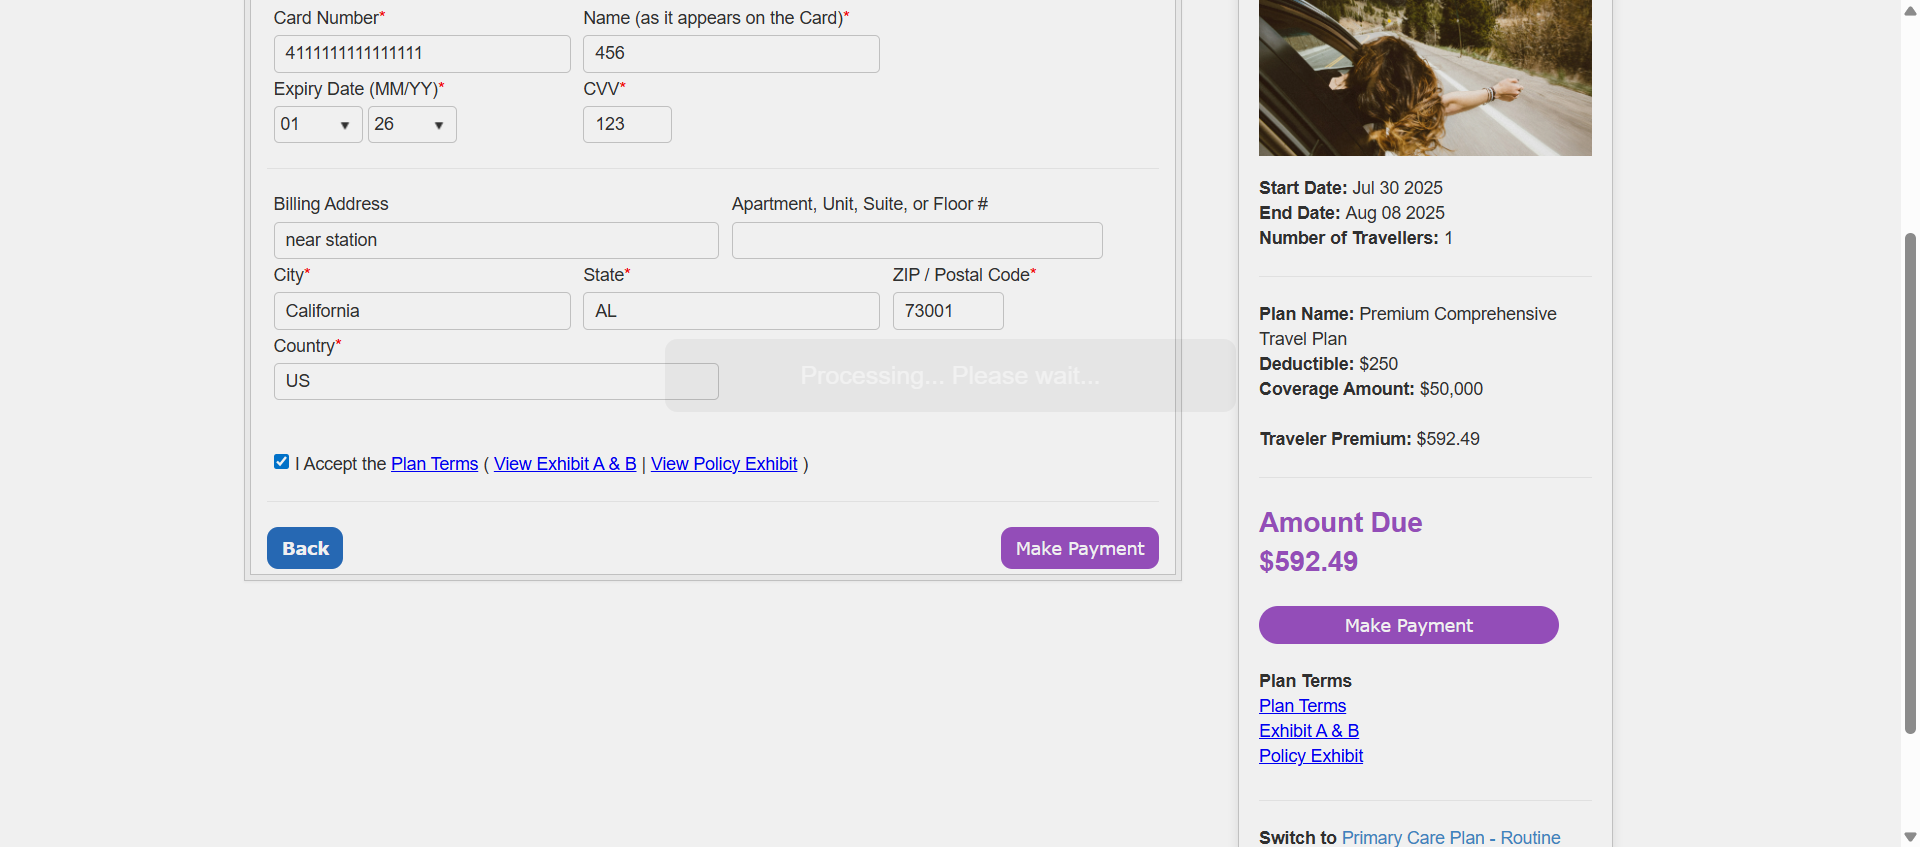 Card Number*
Name (as it appears on the Card)*
4111111111111111
456
Expiry Date (MM/YY)*
CVV*
01
26
123
Billing Address
Apartment, Unit, Suite, or Floor #
near station
City*
State*
ZIP / Postal Code*
California
AL
73001
Country*
US
Processing... Please wait...
I Accept the Plan Terms ( View Exhibit A & B | View Policy Exhibit )
Back
Make Payment
Start Date: Jul 30 2025
End Date: Aug 08 2025
Number of Travellers: 1
Plan Name: Premium Comprehensive
Travel Plan
Deductible: $250
Coverage Amount: $50,000
Traveler Premium: $592.49
Amount Due
$592.49
Make Payment
Plan Terms
Plan Terms
Exhibit A & B
Policy Exhibit
Switch to Primary Care Plan - Routine